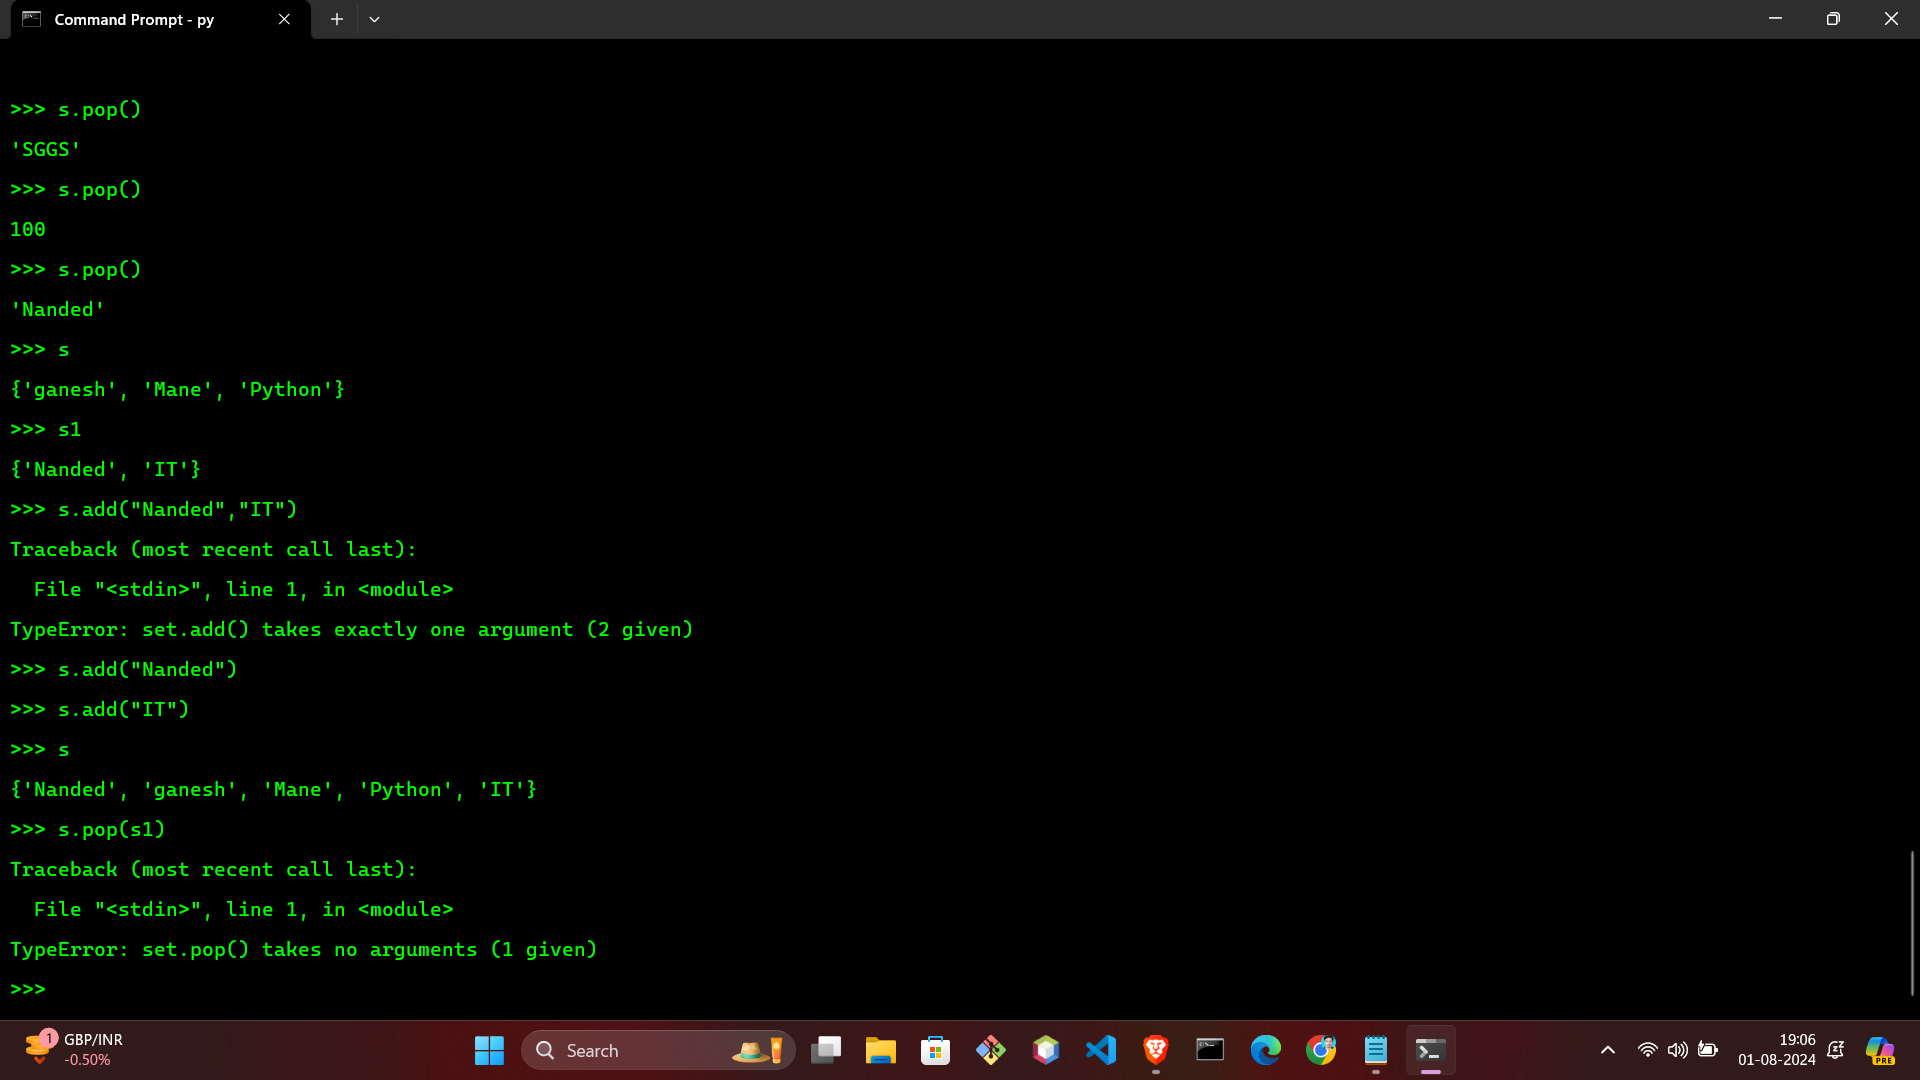 Command Prompt - py
>>> s.pop()
'SGGS'
>>> s.pop()
100
>>> s.pop()
'Nanded'
>>> s
{'ganesh', 'Mane', 'Python'}
>>> s1
{'Nanded', 'IT'}
>>> s.add("Nanded","IT")
Traceback (most recent call last):
  File "<stdin>", line 1, in <module>
TypeError: set.add() takes exactly one argument (2 given)
>>> s.add("Nanded")
>>> s.add("IT")
>>> s
{'Nanded', 'ganesh', 'Mane', 'Python', 'IT'}
>>> s.pop(s1)
Traceback (most recent call last):
  File "<stdin>", line 1, in <module>
TypeError: set.pop() takes no arguments (1 given)
>>>
1
GBP/INR
-0.50%
Search
19:06
01-08-2024
PRE